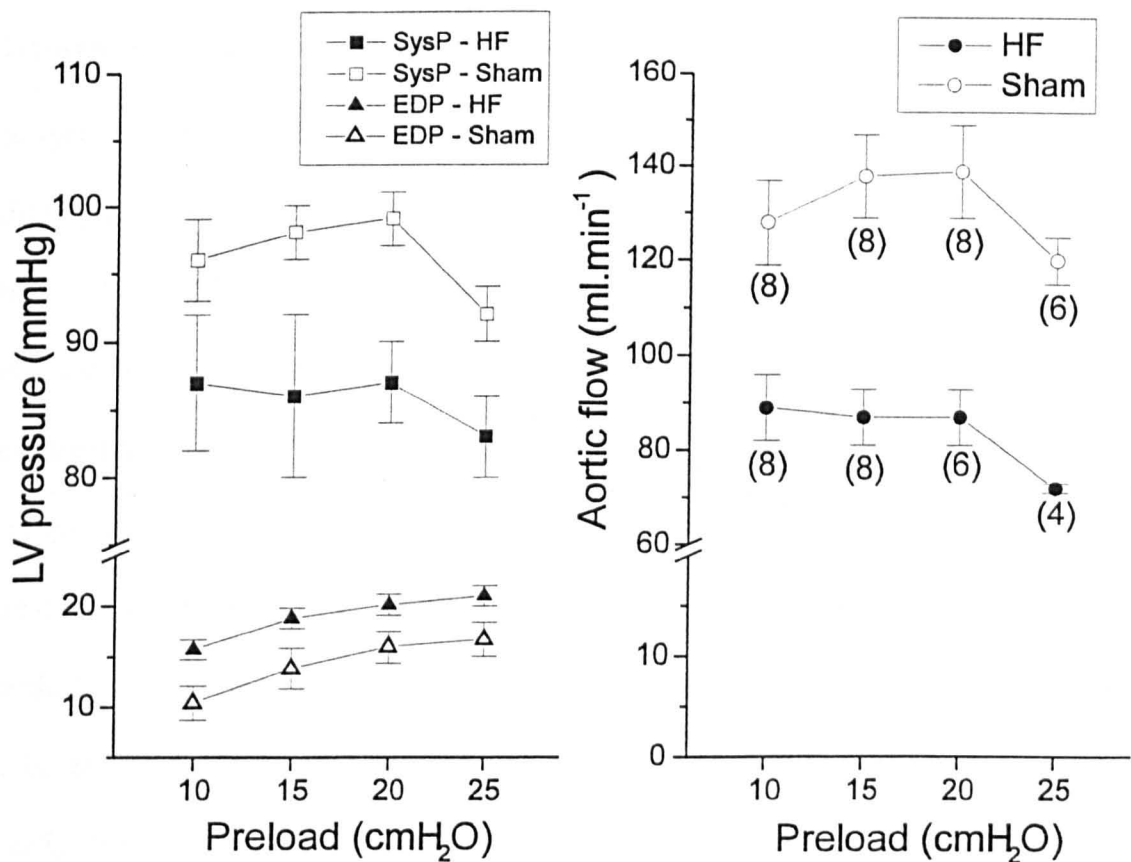 SysP - HF
SysP - Sham
EDP - HF
EDP - Sham
110
100
90
80
20
10
LV pressure (mmHg)
10 15 20 25
Preload (cmH₂O)
HF
Sham
160
140
120
100
80
60
10
0
Aortic flow (ml.min⁻¹)
(8) (8) (8) (6)
(8) (8) (6) (4)
10 15 20 25
Preload (cmH₂O)